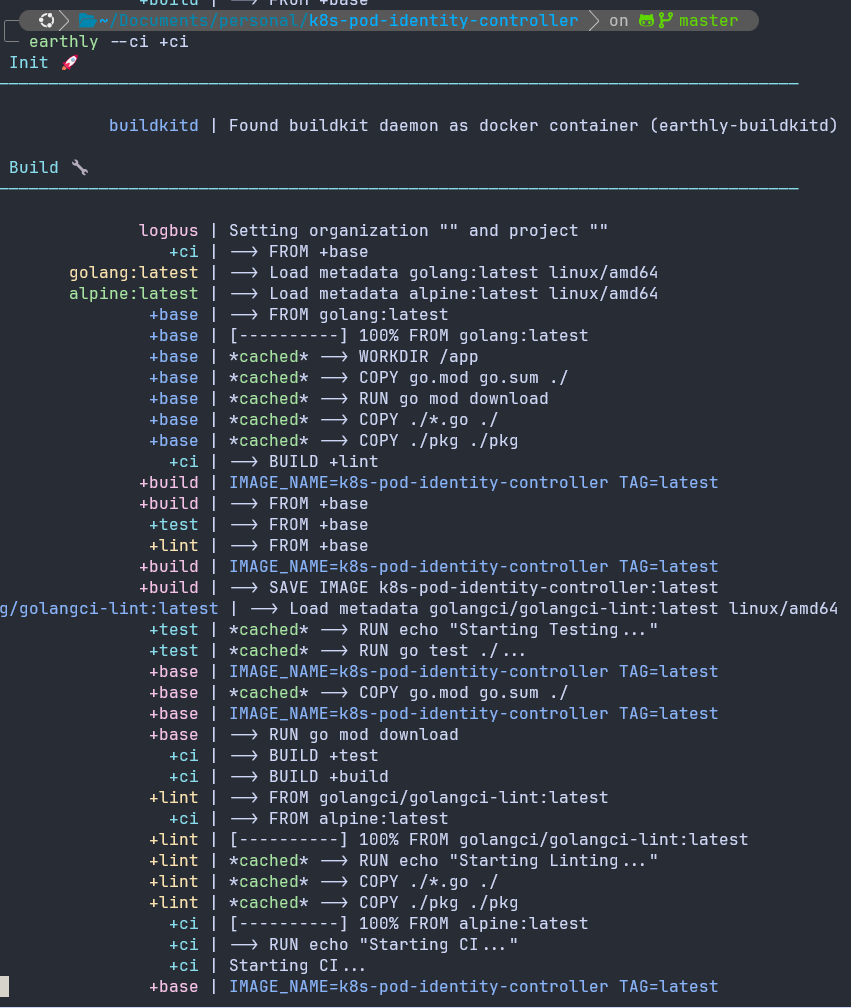 +build | --> FROM +base
~/Documents/personal/k8s-pod-identity-controller on master
earthly --ci +ci
Init 🚀
————————————————————————————————————————————————————————————————————————————————
buildkitd | Found buildkit daemon as docker container (earthly-buildkitd)
Build 🔧
————————————————————————————————————————————————————————————————————————————————
logbus | Setting organization "" and project ""
+ci | --> FROM +base
golang:latest | --> Load metadata golang:latest linux/amd64
alpine:latest | --> Load metadata alpine:latest linux/amd64
+base | --> FROM golang:latest
+base | [----------] 100% FROM golang:latest
+base | *cached* --> WORKDIR /app
+base | *cached* --> COPY go.mod go.sum ./
+base | *cached* --> RUN go mod download
+base | *cached* --> COPY ./*.go ./
+base | *cached* --> COPY ./pkg ./pkg
+ci | --> BUILD +lint
+build | IMAGE_NAME=k8s-pod-identity-controller TAG=latest
+build | --> FROM +base
+test | --> FROM +base
+lint | --> FROM +base
+build | IMAGE_NAME=k8s-pod-identity-controller TAG=latest
+build | --> SAVE IMAGE k8s-pod-identity-controller:latest
g/golangci-lint:latest | --> Load metadata golangci/golangci-lint:latest linux/amd64
+test | *cached* --> RUN echo "Starting Testing..."
+test | *cached* --> RUN go test ./...
+base | IMAGE_NAME=k8s-pod-identity-controller TAG=latest
+base | *cached* --> COPY go.mod go.sum ./
+base | IMAGE_NAME=k8s-pod-identity-controller TAG=latest
+base | --> RUN go mod download
+ci | --> BUILD +test
+ci | --> BUILD +build
+lint | --> FROM golangci/golangci-lint:latest
+ci | --> FROM alpine:latest
+lint | [----------] 100% FROM golangci/golangci-lint:latest
+lint | *cached* --> RUN echo "Starting Linting..."
+lint | *cached* --> COPY ./*.go ./
+lint | *cached* --> COPY ./pkg ./pkg
+ci | [----------] 100% FROM alpine:latest
+ci | --> RUN echo "Starting CI..."
+ci | Starting CI...
+base | IMAGE_NAME=k8s-pod-identity-controller TAG=latest